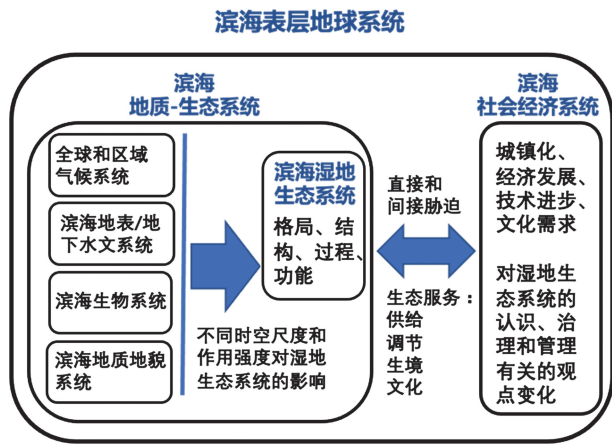 滨海表层地球系统
滨海
地质-生态系统
全球和区域
气候系统
滨海地表/地
下水文系统
滨海生物系统
滨海地质地貌
系统
滨海湿地
生态系统
格局、结
构、过程、
功能
不同时空尺度和
作用强度对湿地
生态系统的影响
直接和
间接胁迫
生态服务：
供给
调节
生境
文化
滨海
社会经济系统
城镇化、
经济发展、
技术进步、
文化需求
对湿地生
态系统的
认识、治
理和管理
有关的观
点变化